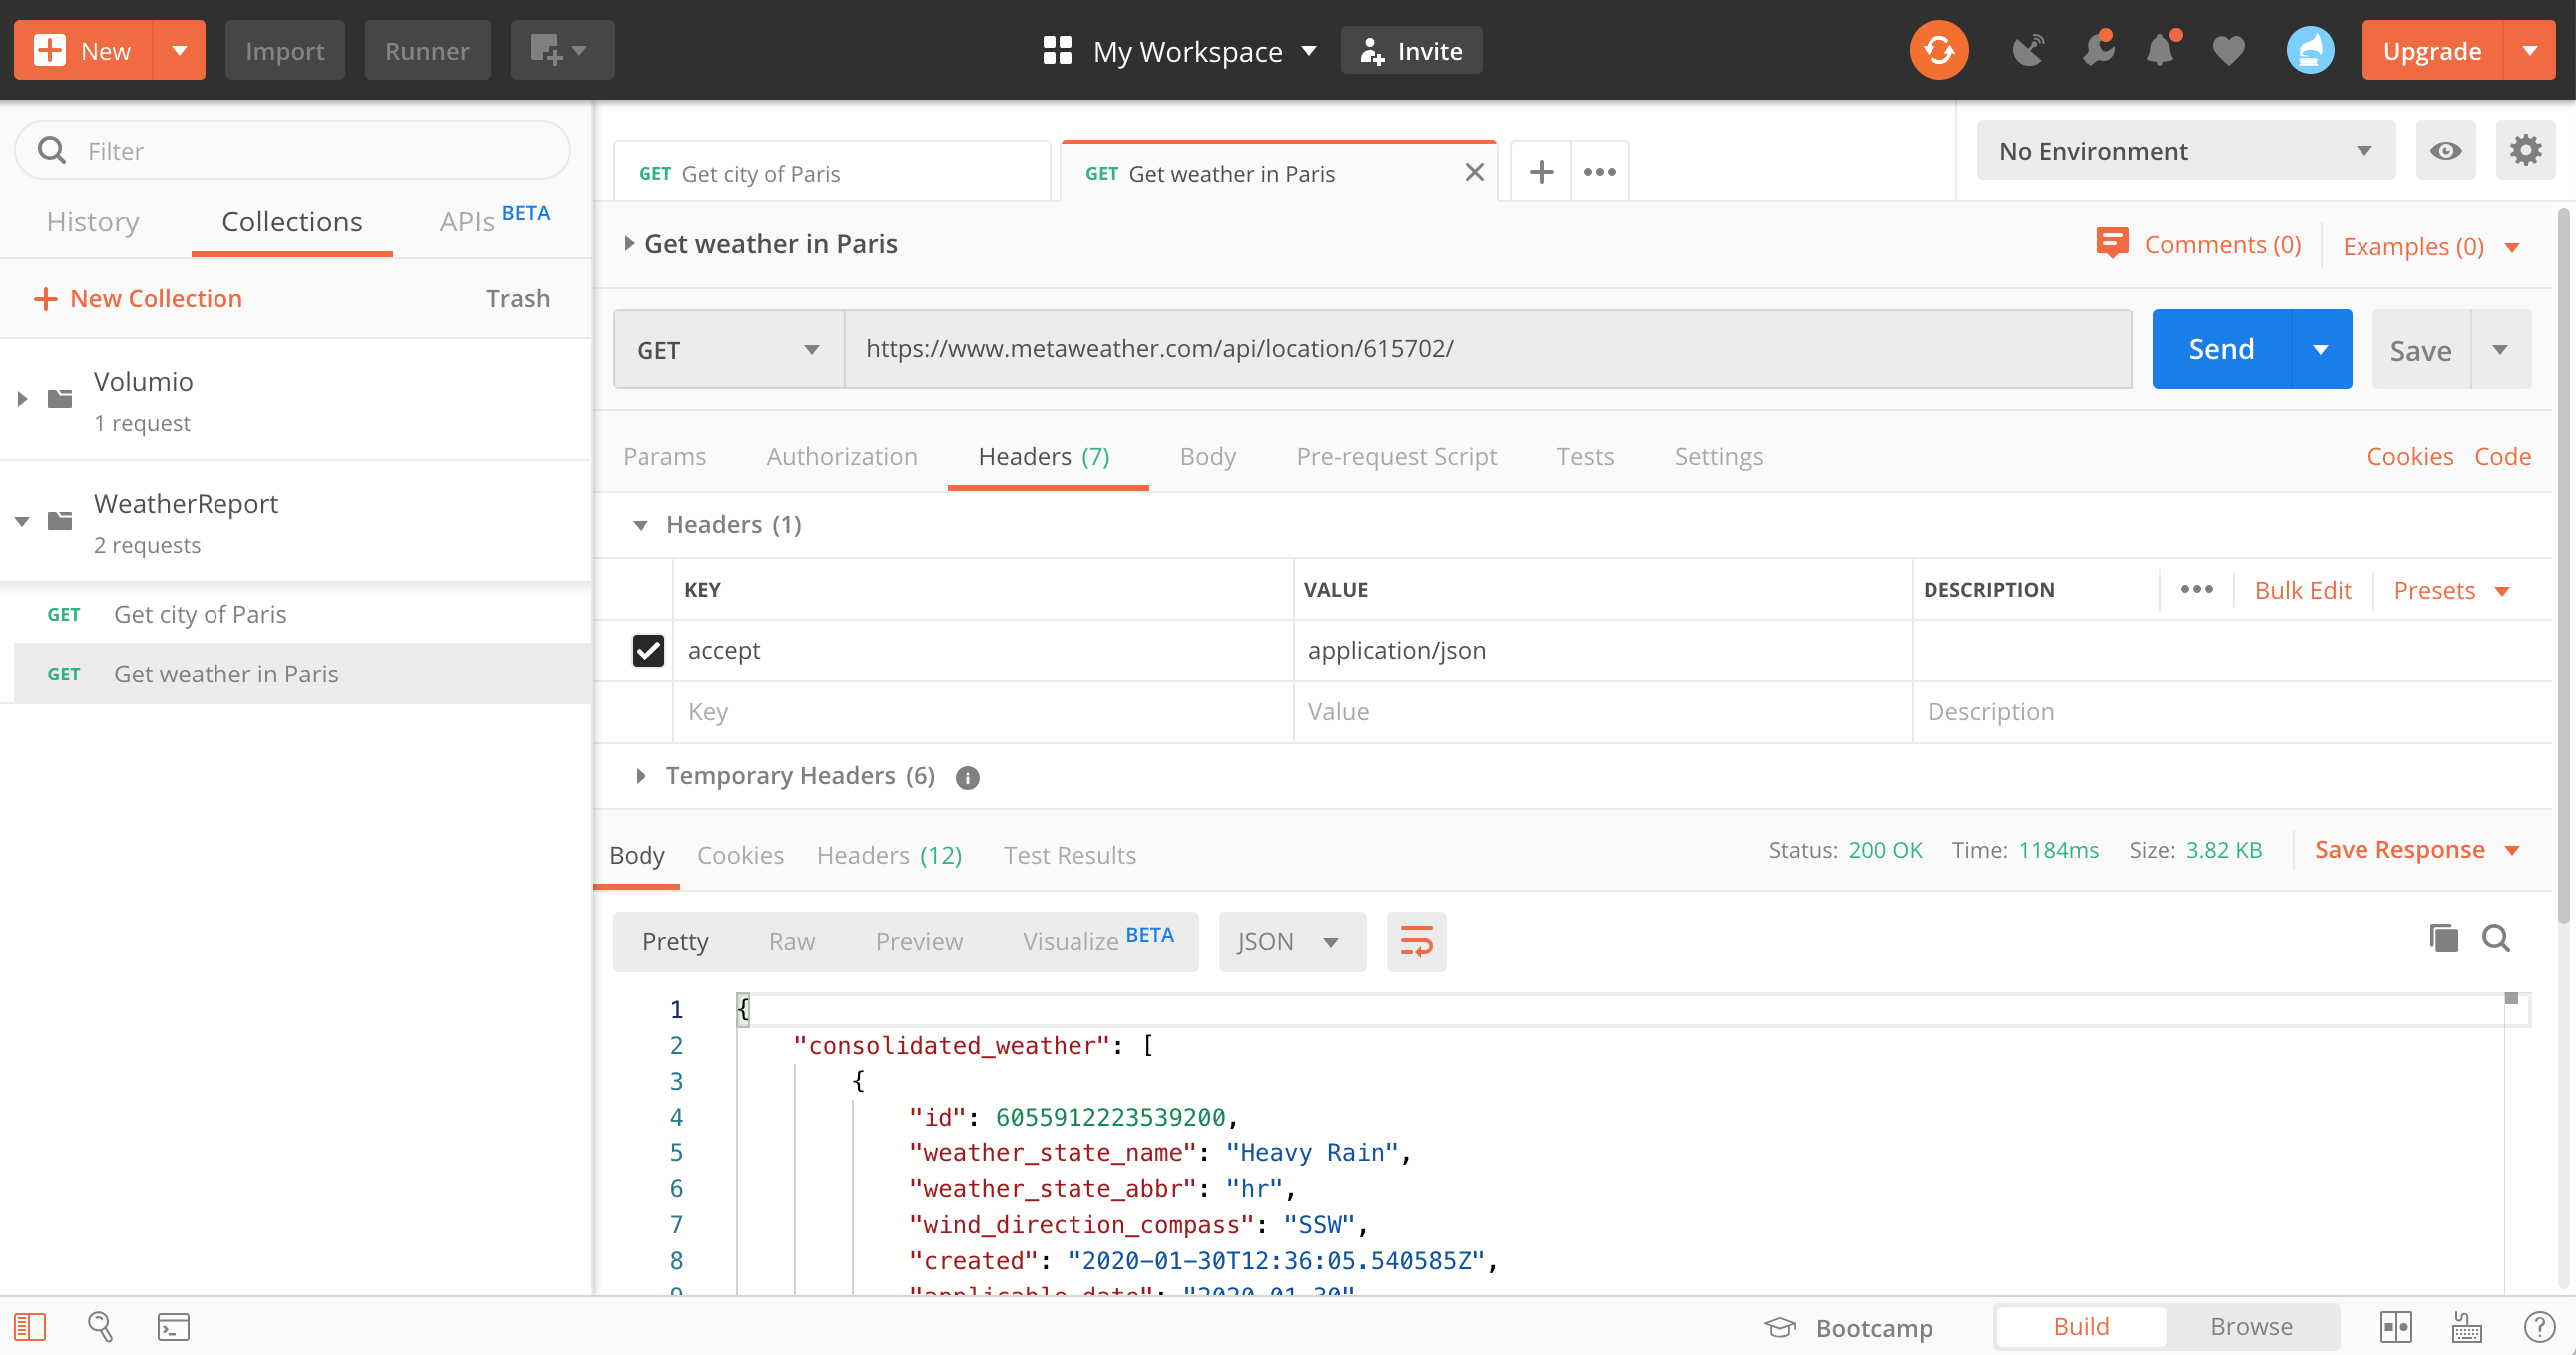 New Import Runner My Workspace Invite Upgrade
Filter
History Collections APIs BETA
New Collection Trash
Volumio
1 request
WeatherReport
2 requests
GET Get city of Paris
GET Get weather in Paris
GET Get city of Paris GET Get weather in Paris
No Environment
Get weather in Paris Comments (0) Examples (0)
GET https://www.metaweather.com/api/location/615702/ Send Save
Params Authorization Headers (7) Body Pre-request Script Tests Settings Cookies Code
Headers (1)
KEY VALUE DESCRIPTION Bulk Edit Presets
accept application/json
Key Value Description
Temporary Headers (6)
Body Cookies Headers (12) Test Results Status: 200 OK Time: 1184ms Size: 3.82 KB Save Response
Pretty Raw Preview Visualize BETA JSON
1 {
2 "consolidated_weather": [
3 {
4 "id": 6055912223539200,
5 "weather_state_name": "Heavy Rain",
6 "weather_state_abbr": "hr",
7 "wind_direction_compass": "SSW",
8 "created": "2020-01-30T12:36:05.540585Z",
9 "applicable_date": "2020-01-30"
Bootcamp Build Browse